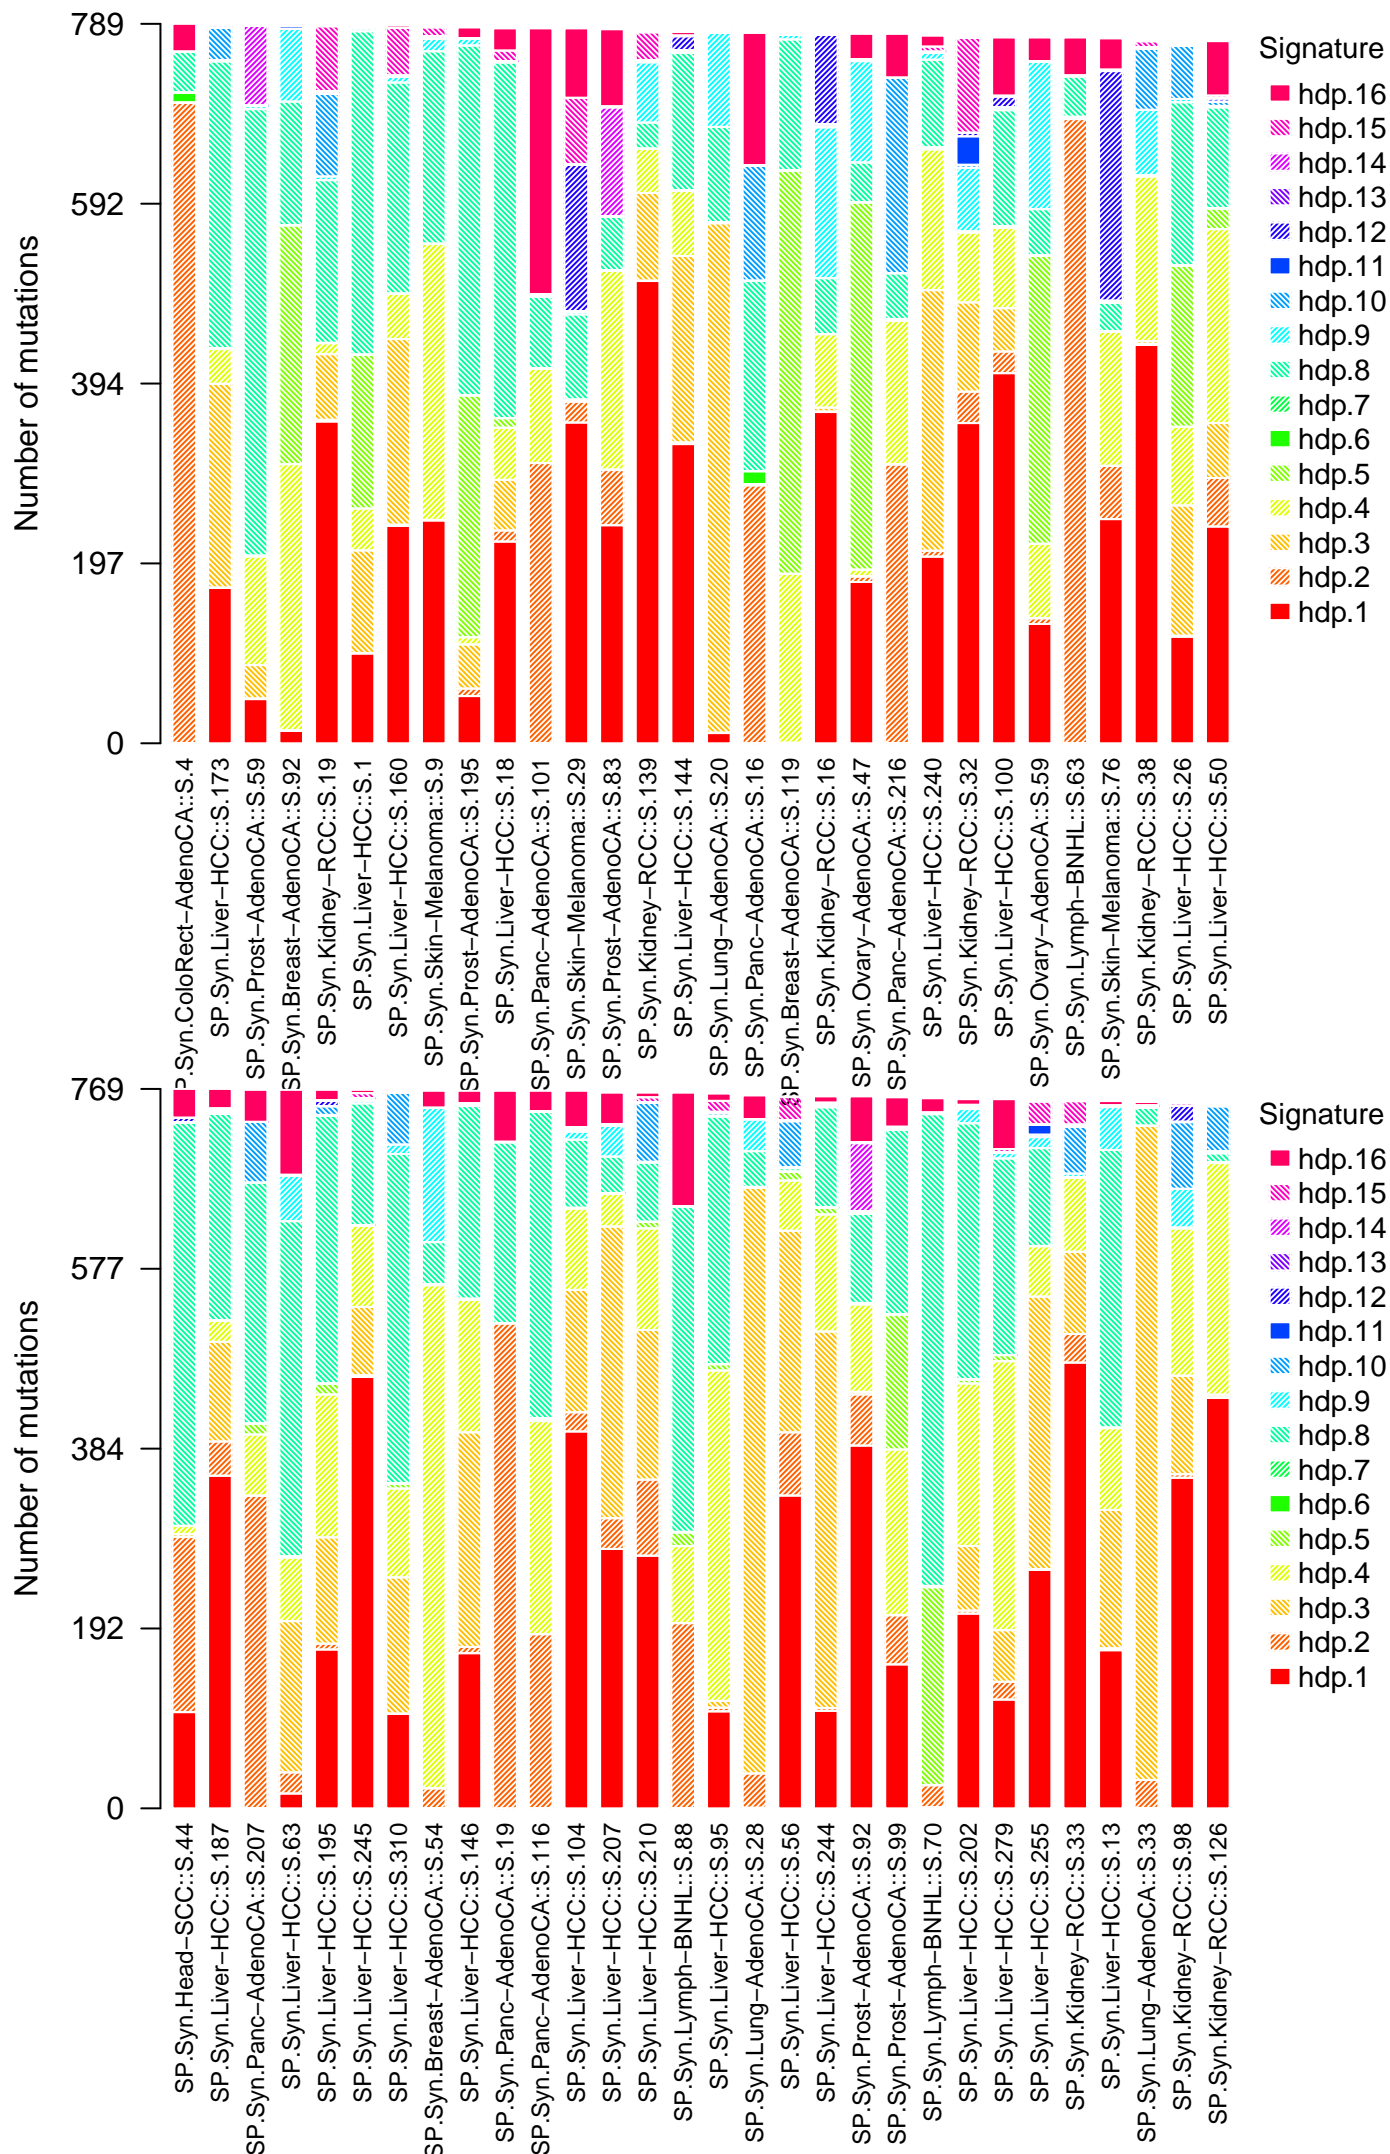 Number of mutations
789
592
394
197
0
Signature
hdp.16
hdp.15
hdp.14
hdp.13
hdp.12
hdp.11
hdp.10
hdp.9
hdp.8
hdp.7
hdp.6
hdp.5
hdp.4
hdp.3
hdp.2
hdp.1
P.Syn.ColoRect−AdenoCA::S.4
SP.Syn.Liver−HCC::S.173
SP.Syn.Prost−AdenoCA::S.59
SP.Syn.Breast−AdenoCA::S.92
SP.Syn.Kidney−RCC::S.19
SP.Syn.Liver−HCC::S.1
SP.Syn.Liver−HCC::S.160
SP.Syn.Skin−Melanoma::S.9
SP.Syn.Prost−AdenoCA::S.195
SP.Syn.Liver−HCC::S.18
SP.Syn.Panc−AdenoCA::S.101
SP.Syn.Skin−Melanoma::S.29
SP.Syn.Prost−AdenoCA::S.83
SP.Syn.Kidney−RCC::S.139
SP.Syn.Liver−HCC::S.144
SP.Syn.Lung−AdenoCA::S.20
SP.Syn.Panc−AdenoCA::S.16
SP.Syn.Breast−AdenoCA::S.119
SP.Syn.Kidney−RCC::S.16
SP.Syn.Ovary−AdenoCA::S.47
SP.Syn.Panc−AdenoCA::S.216
SP.Syn.Liver−HCC::S.240
SP.Syn.Kidney−RCC::S.32
SP.Syn.Liver−HCC::S.100
SP.Syn.Ovary−AdenoCA::S.59
SP.Syn.Lymph−BNHL::S.63
SP.Syn.Skin−Melanoma::S.76
SP.Syn.Kidney−RCC::S.38
SP.Syn.Liver−HCC::S.26
SP.Syn.Liver−HCC::S.50
Number of mutations
769
577
384
192
0
Signature
hdp.16
hdp.15
hdp.14
hdp.13
hdp.12
hdp.11
hdp.10
hdp.9
hdp.8
hdp.7
hdp.6
hdp.5
hdp.4
hdp.3
hdp.2
hdp.1
SP.Syn.Head−SCC::S.44
SP.Syn.Liver−HCC::S.187
SP.Syn.Panc−AdenoCA::S.207
SP.Syn.Liver−HCC::S.63
SP.Syn.Liver−HCC::S.195
SP.Syn.Liver−HCC::S.245
SP.Syn.Liver−HCC::S.310
SP.Syn.Breast−AdenoCA::S.54
SP.Syn.Liver−HCC::S.146
SP.Syn.Panc−AdenoCA::S.19
SP.Syn.Panc−AdenoCA::S.116
SP.Syn.Liver−HCC::S.104
SP.Syn.Liver−HCC::S.207
SP.Syn.Liver−HCC::S.210
SP.Syn.Lymph−BNHL::S.88
SP.Syn.Liver−HCC::S.95
SP.Syn.Lung−AdenoCA::S.28
SP.Syn.Liver−HCC::S.56
SP.Syn.Liver−HCC::S.244
SP.Syn.Prost−AdenoCA::S.92
SP.Syn.Prost−AdenoCA::S.99
SP.Syn.Lymph−BNHL::S.70
SP.Syn.Liver−HCC::S.202
SP.Syn.Liver−HCC::S.279
SP.Syn.Liver−HCC::S.255
SP.Syn.Kidney−RCC::S.33
SP.Syn.Liver−HCC::S.13
SP.Syn.Lung−AdenoCA::S.33
SP.Syn.Kidney−RCC::S.98
SP.Syn.Kidney−RCC::S.126